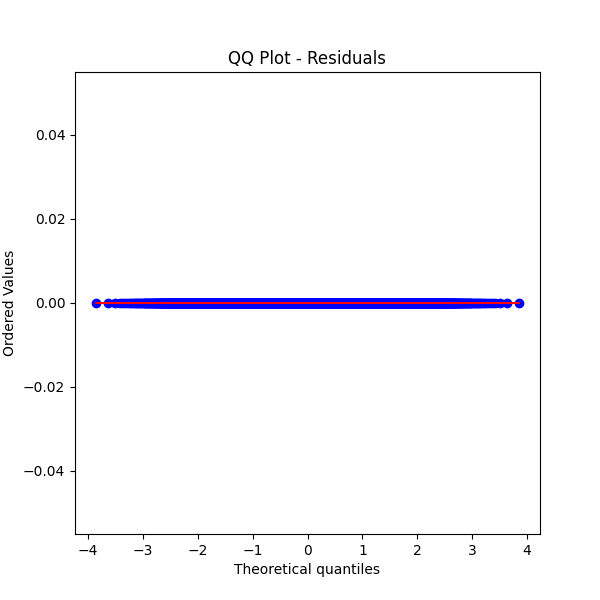 QQ Plot - Residuals
Ordered Values
0.04
0.02
0.00
−0.02
−0.04
−4 −3 −2 −1 0 1 2 3 4
Theoretical quantiles